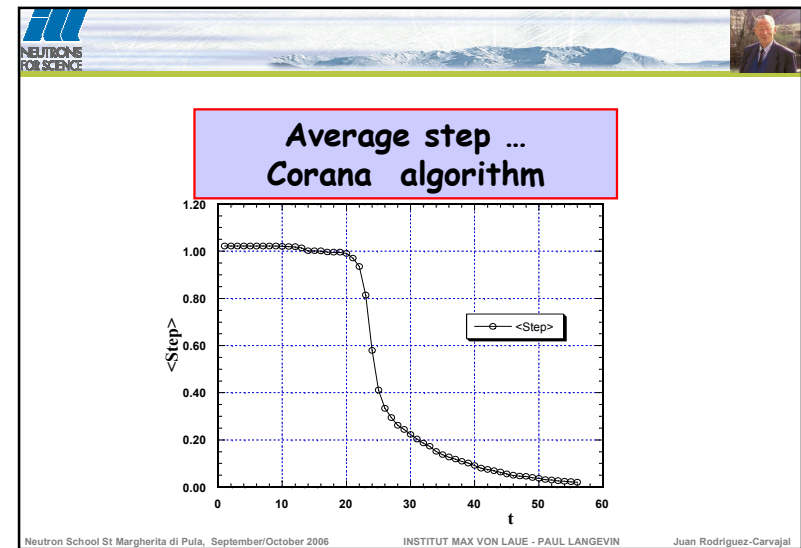 NEUTRONS
FOR SCIENCE
Average step …
Corana algorithm
1.20
1.00
0.80
0.60
0.40
0.20
0.00
<Step>
<Step>
0 10 20 30 40 50 60
t
Neutron School St Margherita di Pula, September/October 2006 INSTITUT MAX VON LAUE - PAUL LANGEVIN Juan Rodriguez-Carvajal